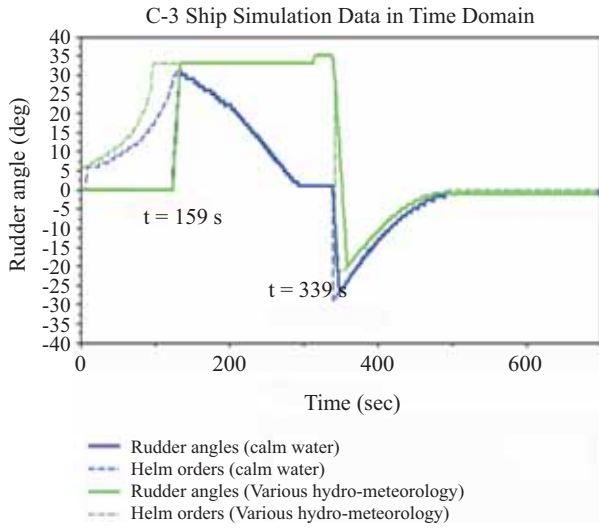 C-3 Ship Simulation Data in Time Domain
40
35
30
25
20
15
10
5
0
-5
-10
-15
-20
-25
-30
-35
-40
Rudder angle (deg)
t = 159 s
t = 339 s
0
200
400
600
Time (sec)
Rudder angles (calm water)
Helm orders (calm water)
Rudder angles (Various hydro-meteorology)
Helm orders (Various hydro-meteorology)